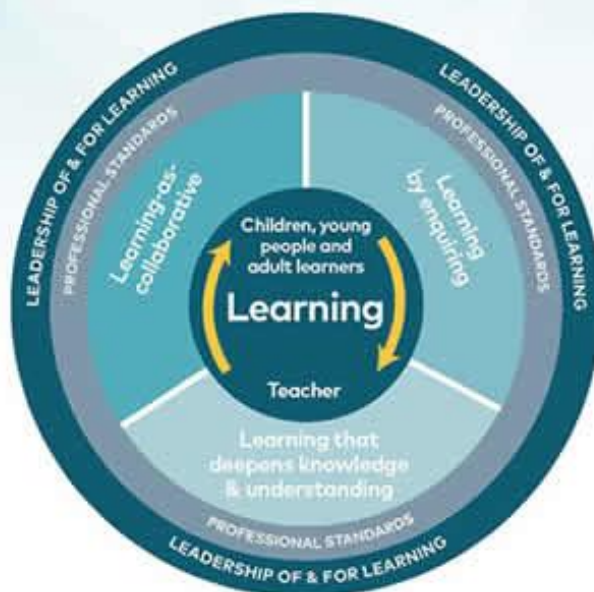 LEADERSHIP OF & FOR LEARNING
LEADERSHIP OF & FOR LEARNING
PROFESSIONAL STANDARDS
PROFESSIONAL STANDARDS
Learning-as-
collaborative
Learning
by enquiring
Children, young
people and
adult learners
Learning
Teacher
Learning that
deepens knowledge
& understanding
PROFESSIONAL STANDARDS
LEADERSHIP OF & FOR LEARNING